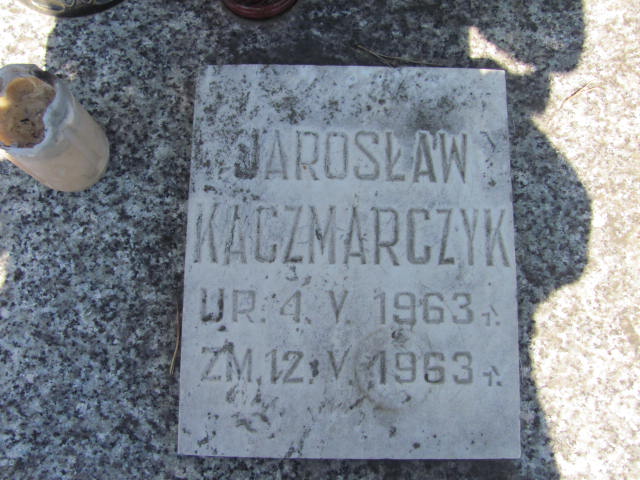 JAROSŁAW
KACZMARCZYK
UR. 4. V. 1963 r.
ZM. 12. V. 1963 r.